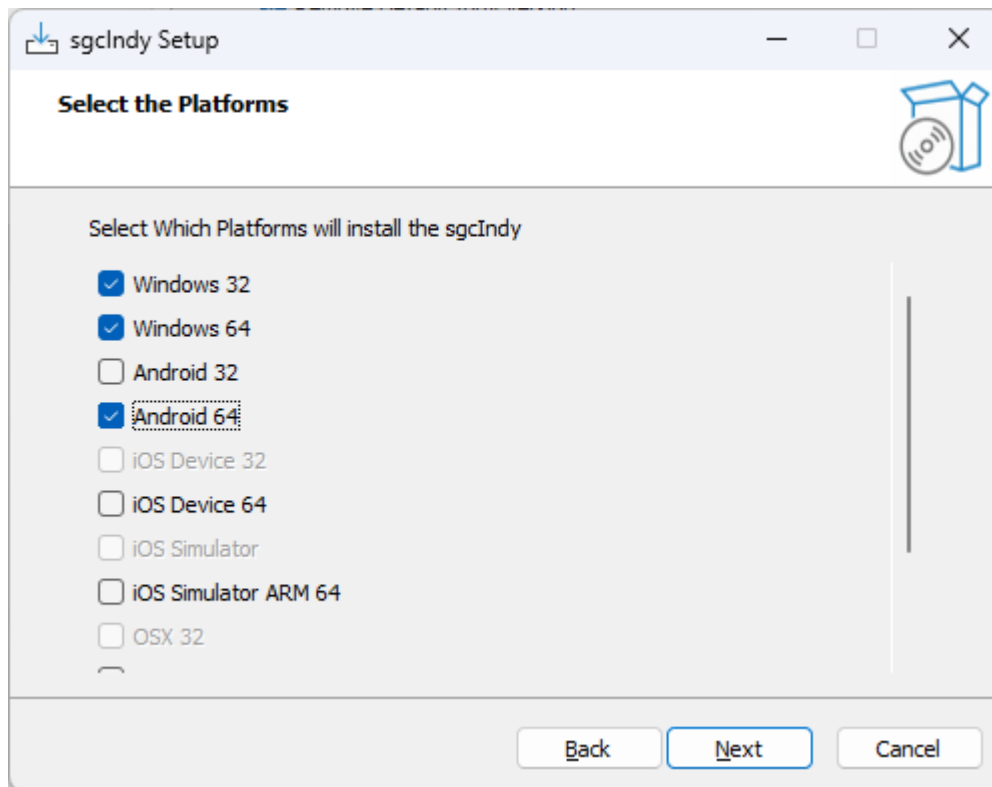 sgcIndy Setup
Select the Platforms
Select Which Platforms will install the sgcIndy
Windows 32
Windows 64
Android 32
Android 64
iOS Device 32
iOS Device 64
iOS Simulator
iOS Simulator ARM 64
OSX 32
Back
Next
Cancel